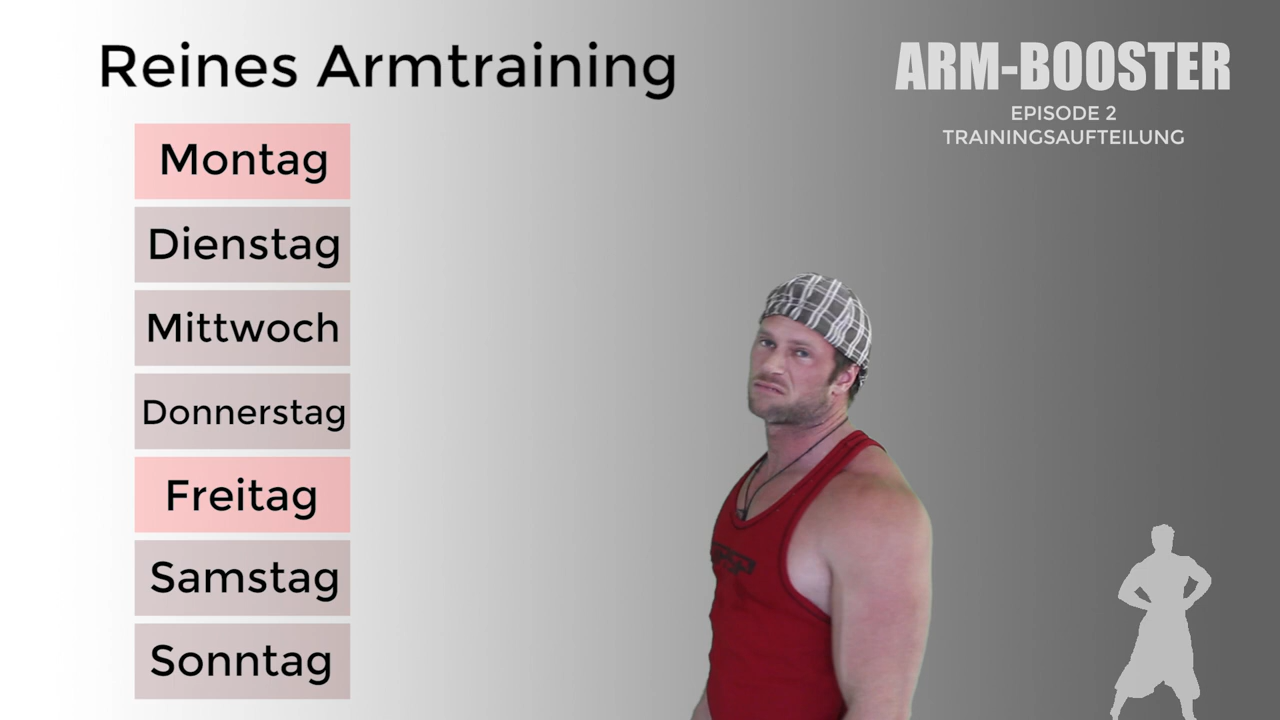 Reines Armtraining
ARM-BOOSTER
EPISODE 2
TRAININGSAUFTEILUNG
Montag
Dienstag
Mittwoch
Donnerstag
Freitag
Samstag
Sonntag